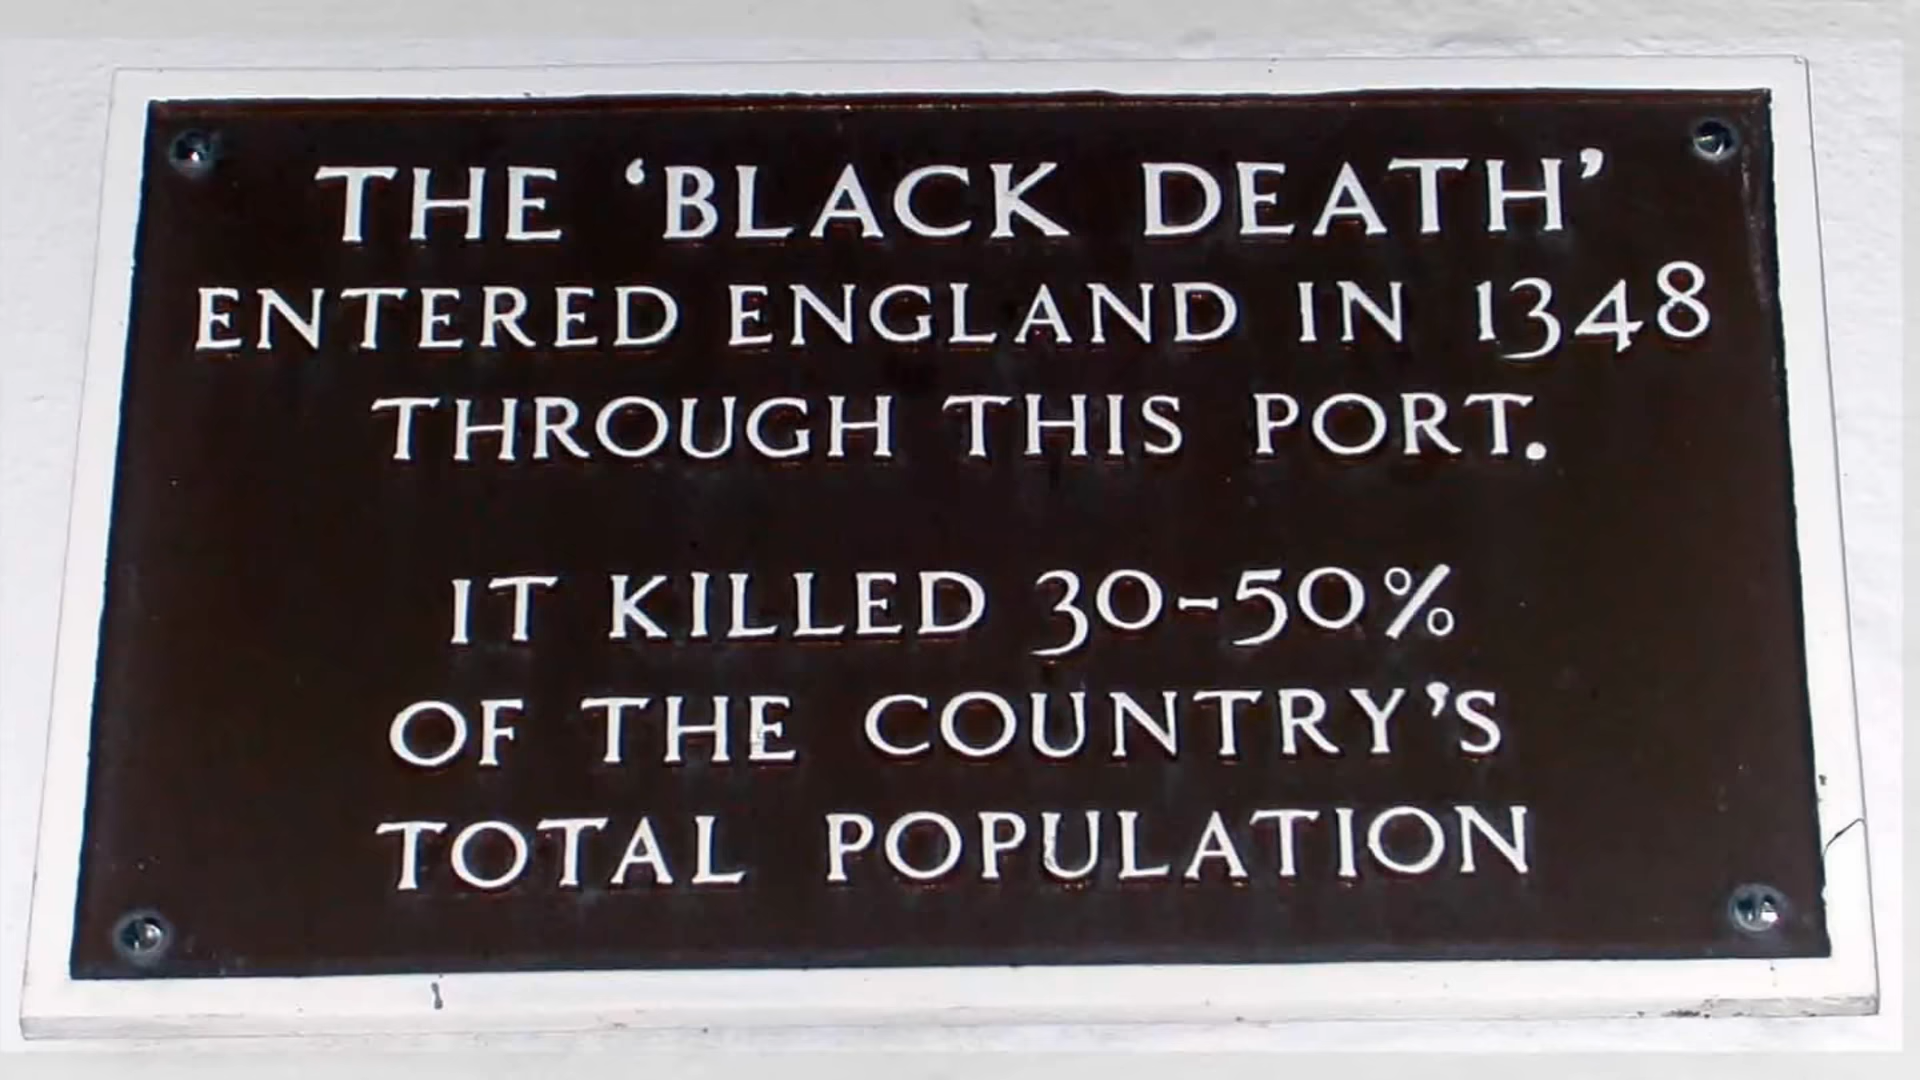 THE ‘BLACK DEATH’
ENTERED ENGLAND IN 1348
THROUGH THIS PORT.
IT KILLED 30-50%
OF THE COUNTRY’S
TOTAL POPULATION